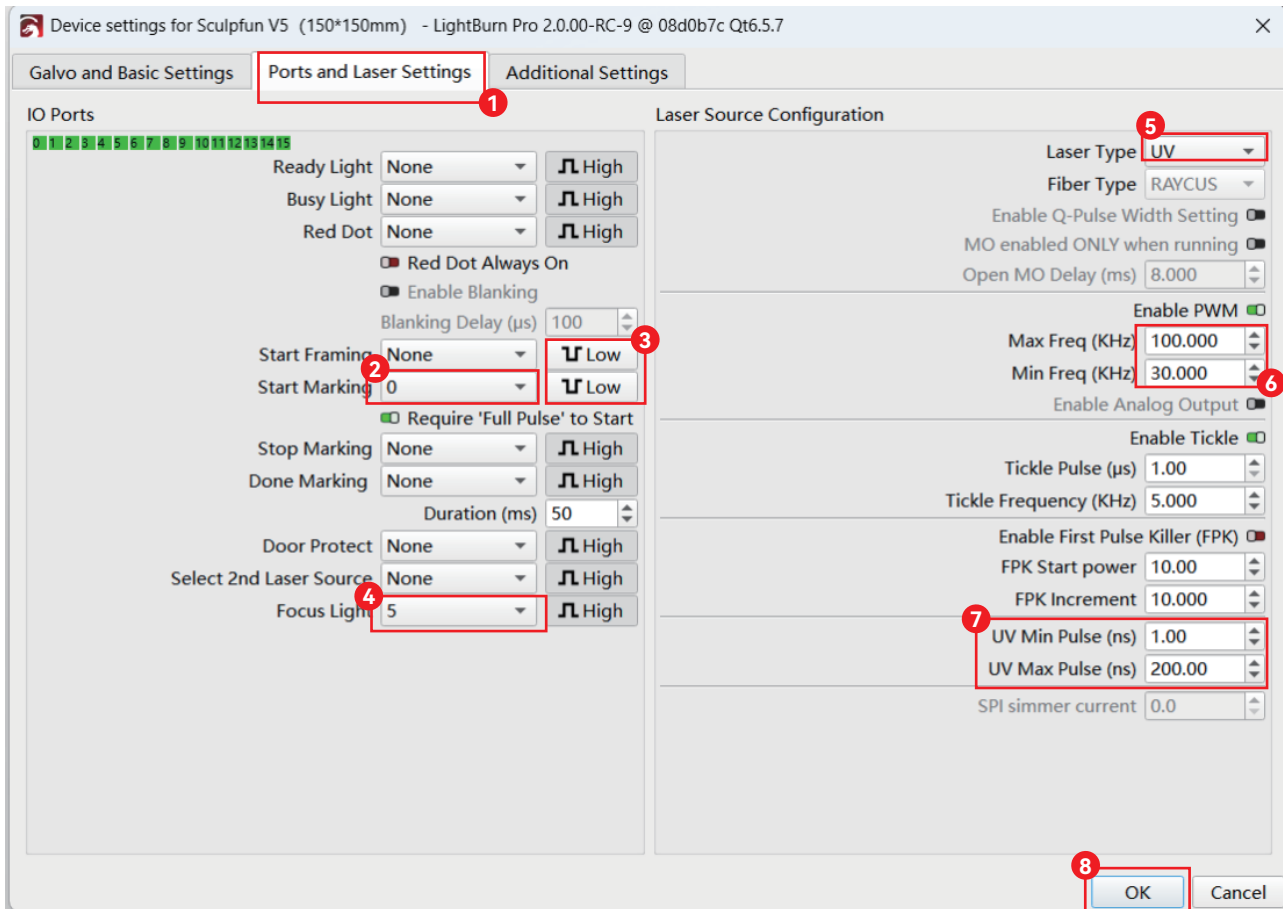 Device settings for Sculpfun V5 (150*150mm) - LightBurn Pro 2.0.00-RC-9 @ 08d0b7c Qt6.5.7
Galvo and Basic Settings Ports and Laser Settings Additional Settings
1
IO Ports
0 1 2 3 4 5 6 7 8 9 10 11 12 13 14 15
Ready Light None High
Busy Light None High
Red Dot None High
Red Dot Always On
Enable Blanking
Blanking Delay (µs) 100
3
Start Framing None Low
2
Start Marking 0 Low
Require 'Full Pulse' to Start
Stop Marking None High
Done Marking None High
Duration (ms) 50
Door Protect None High
Select 2nd Laser Source None High
4
Focus Light 5 High
Laser Source Configuration
5
Laser Type UV
Fiber Type RAYCUS
Enable Q-Pulse Width Setting
MO enabled ONLY when running
Open MO Delay (ms) 8.000
Enable PWM
Max Freq (KHz) 100.000
Min Freq (KHz) 30.000
6
Enable Analog Output
Enable Tickle
Tickle Pulse (µs) 1.00
Tickle Frequency (KHz) 5.000
Enable First Pulse Killer (FPK)
FPK Start power 10.00
FPK Increment 10.000
7
UV Min Pulse (ns) 1.00
UV Max Pulse (ns) 200.00
SPI simmer current 0.0
8
OK Cancel